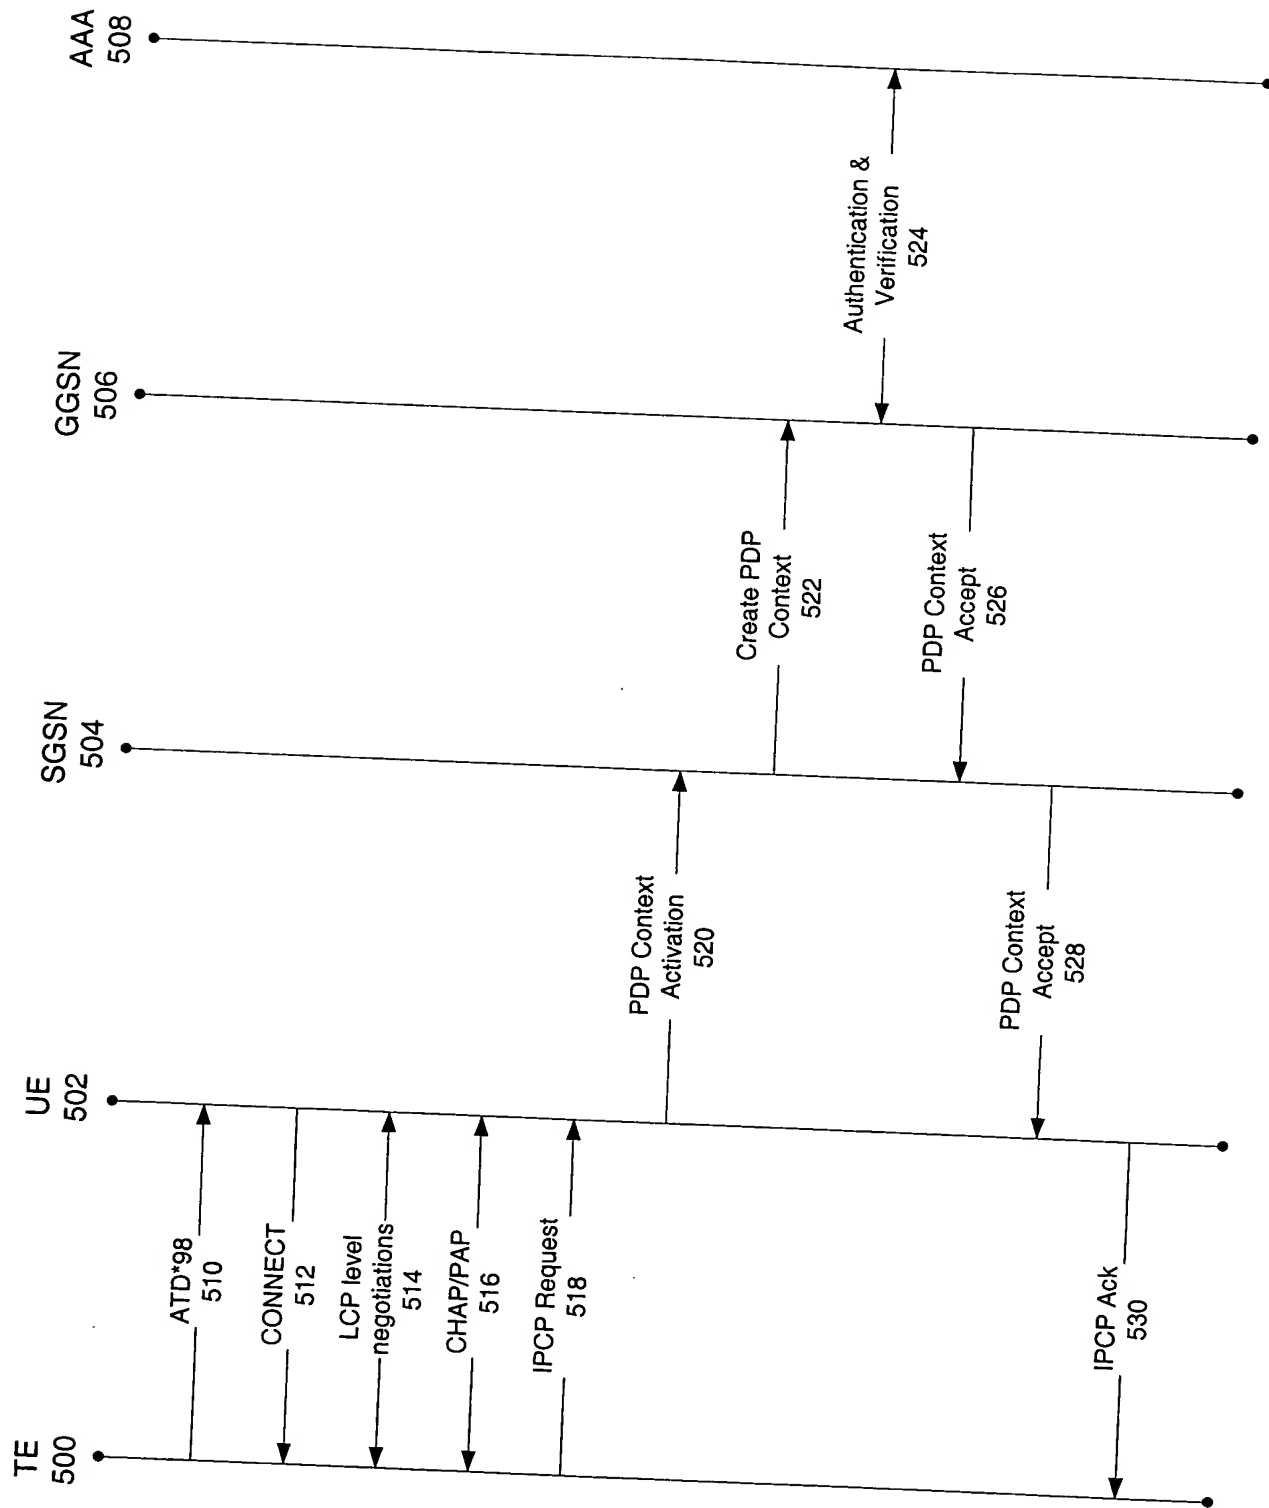 TE
500
UE
502
SGSN
504
GGSN
506
AAA
508
ATD*98
510
CONNECT
512
LCP level
negotiations
514
CHAP/PAP
516
IPCP Request
518
PDP Context
Activation
520
Create PDP
Context
522
Authentication &
Verification
524
PDP Context
Accept
526
PDP Context
Accept
528
IPCP Ack
530